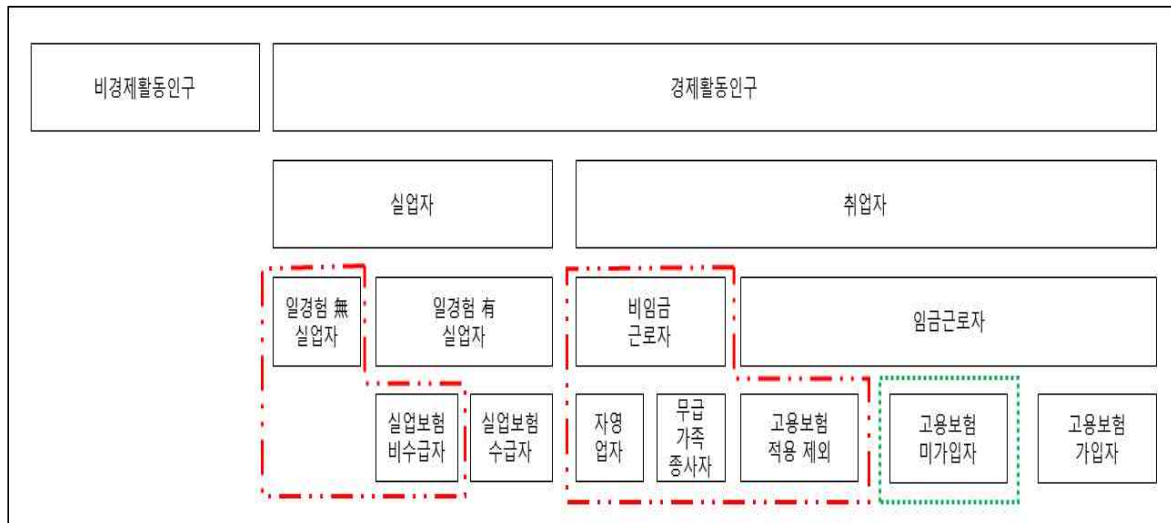 비경제활동인구
경제활동인구
실업자
취업자
일경험 無
실업자
일경험 有
실업자
비임금
근로자
임금근로자
실업보험
비수급자
실업보험
수급자
자영
업자
무급
가족
종사자
고용보험
적용 제외
고용보험
미가입자
고용보험
가입자